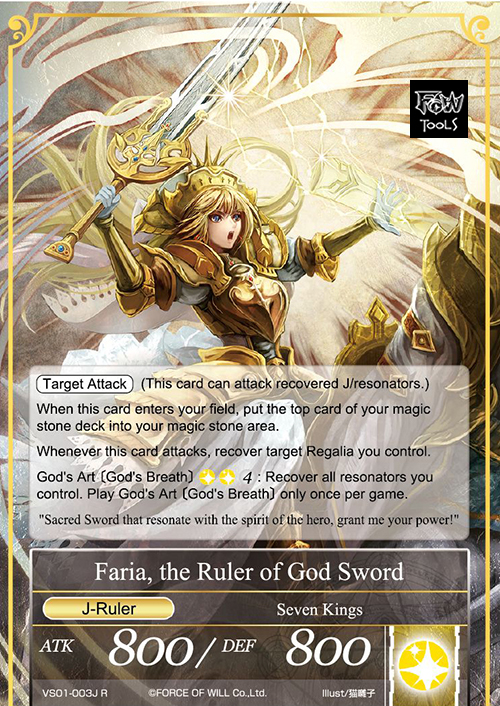 FOW
TOOLS
Target Attack (This card can attack recovered J/resonators.)
When this card enters your field, put the top card of your magic
stone deck into your magic stone area.
Whenever this card attacks, recover target Regalia you control.
God's Art〔God's Breath〕4 : Recover all resonators you
control. Play God's Art〔God's Breath〕only once per game.
"Sacred Sword that resonate with the spirit of the hero, grant me your power!"
Faria, the Ruler of God Sword
J-Ruler Seven Kings
ATK 800 / DEF 800
VS01-003J R ©FORCE OF WILL Co.,Ltd. Illust/猫囃子